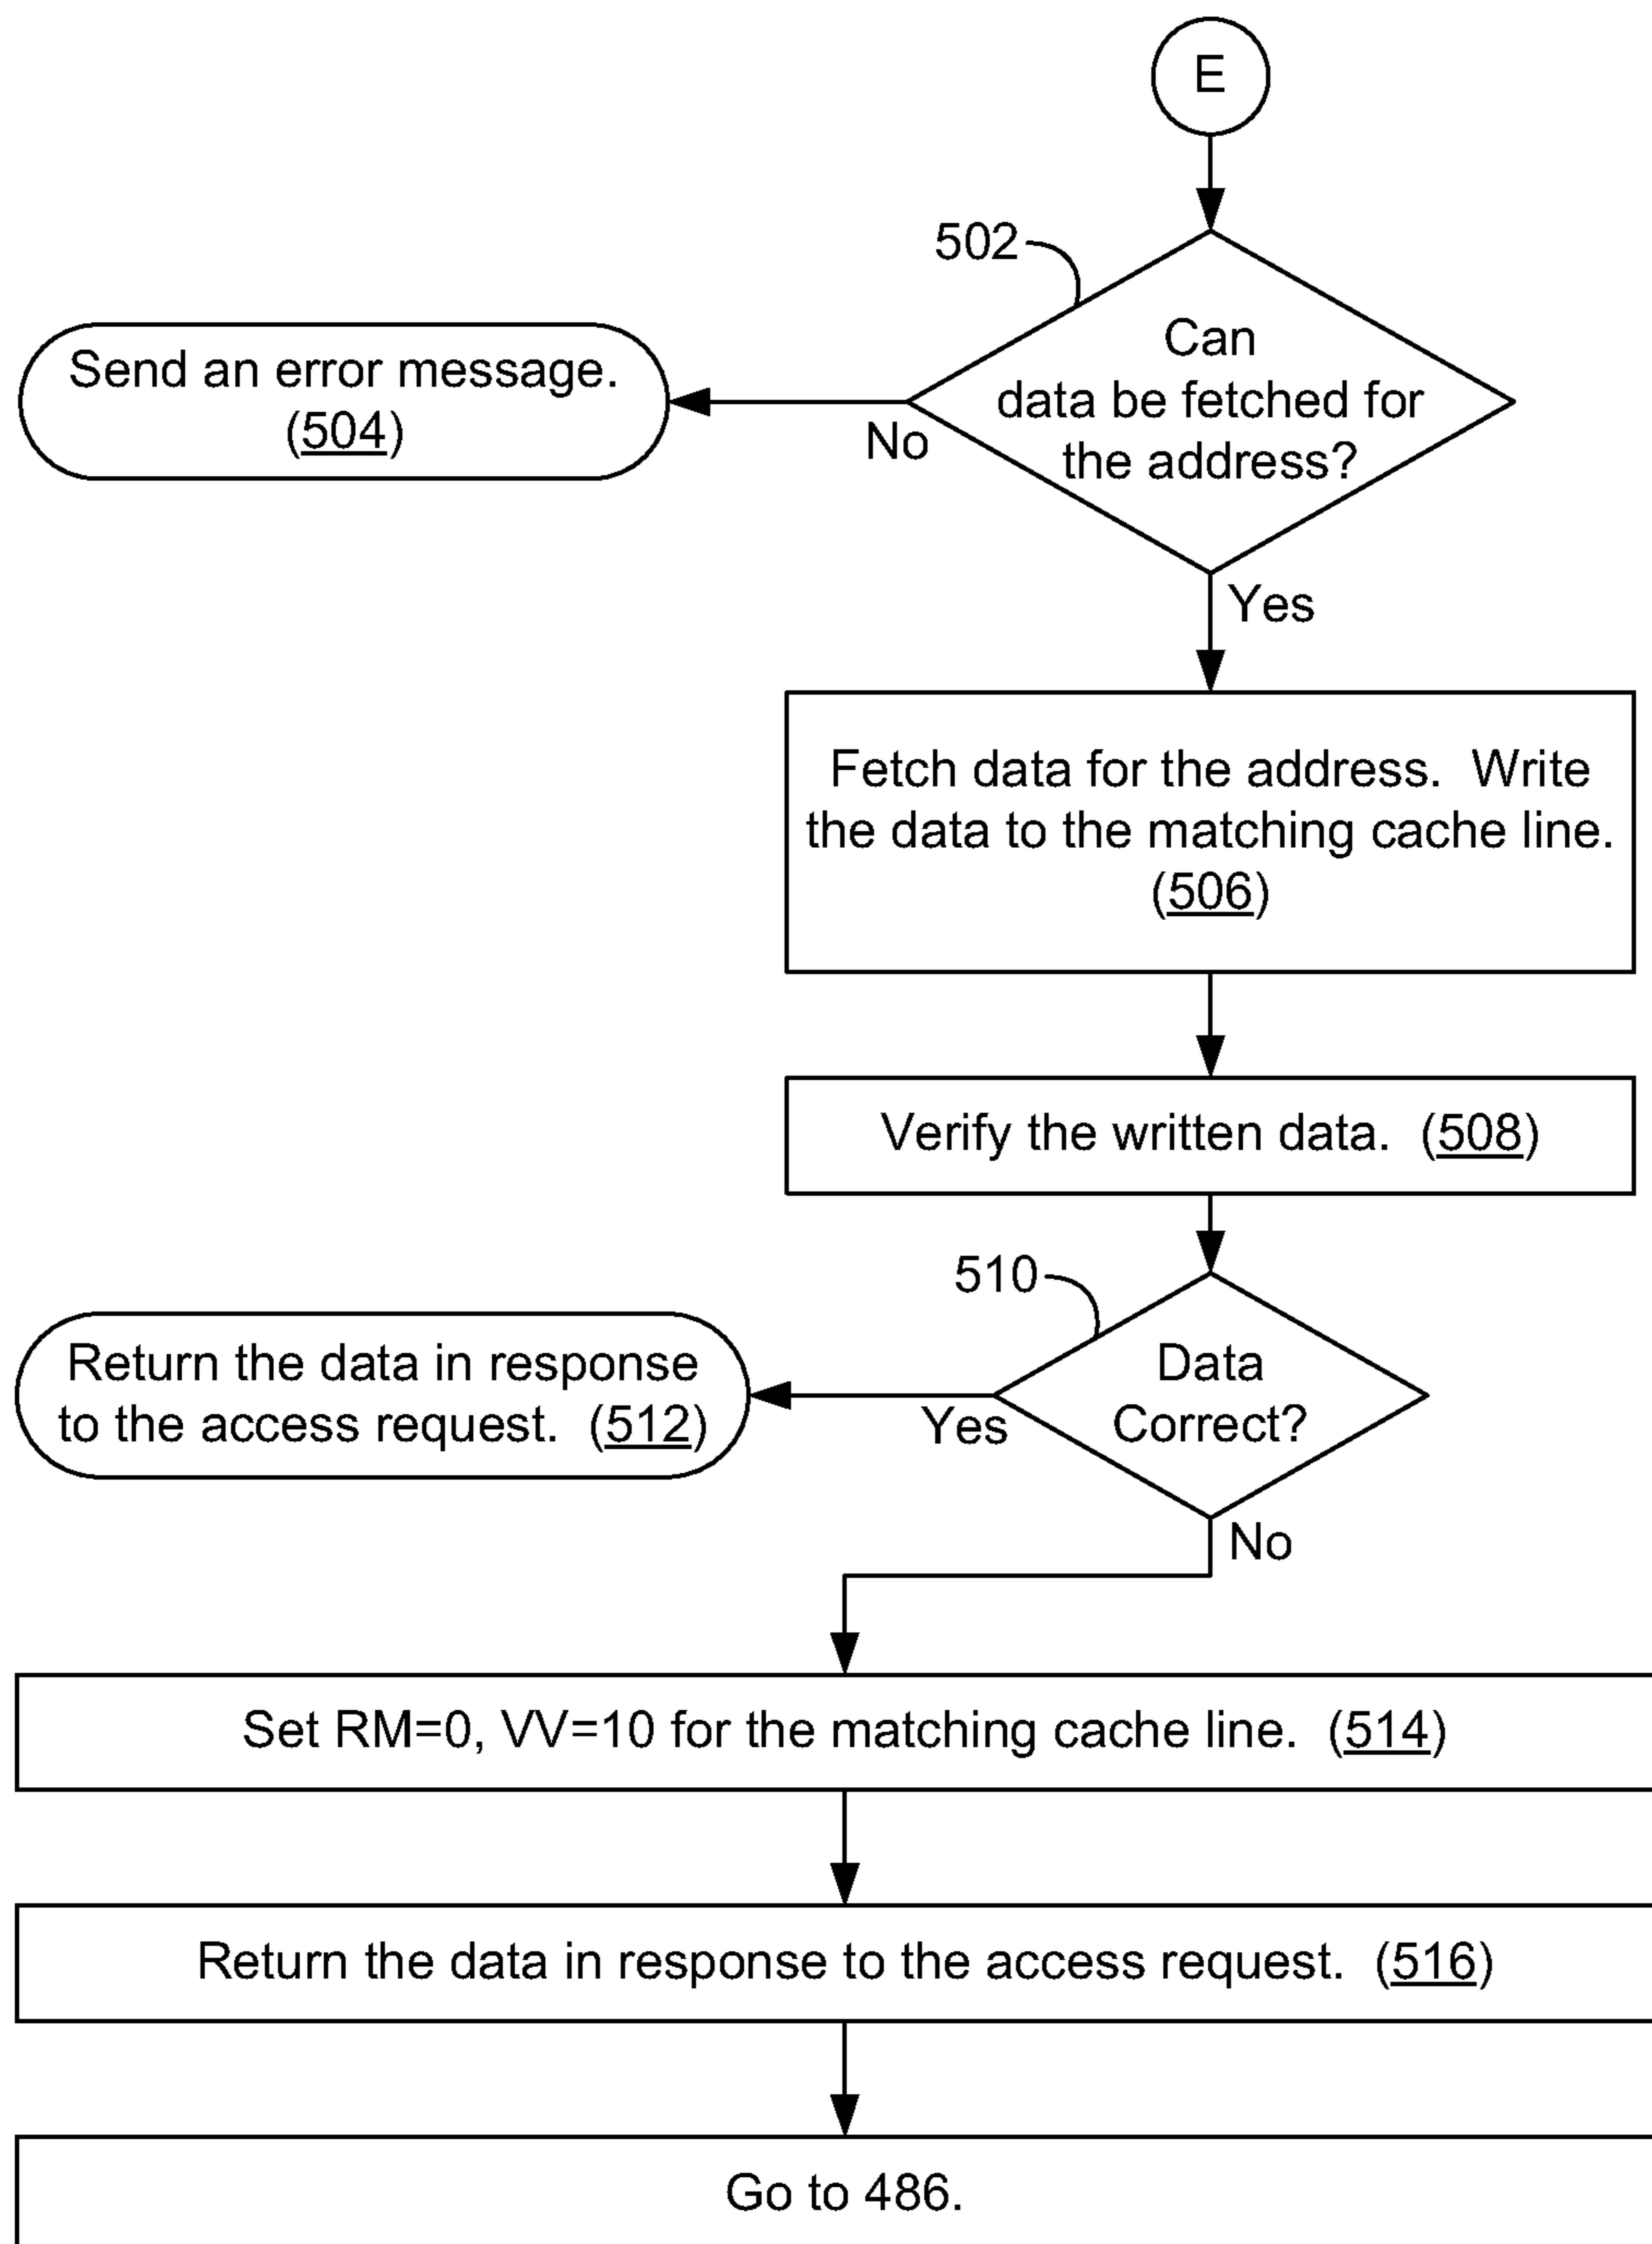 E
502
Can
data be fetched for
the address?
No
Send an error message.
(504)
Yes
Fetch data for the address.  Write
the data to the matching cache line.
(506)
Verify the written data.  (508)
510
Data
Correct?
Yes
Return the data in response
to the access request.  (512)
No
Set RM=0, VV=10 for the matching cache line.  (514)
Return the data in response to the access request.  (516)
Go to 486.